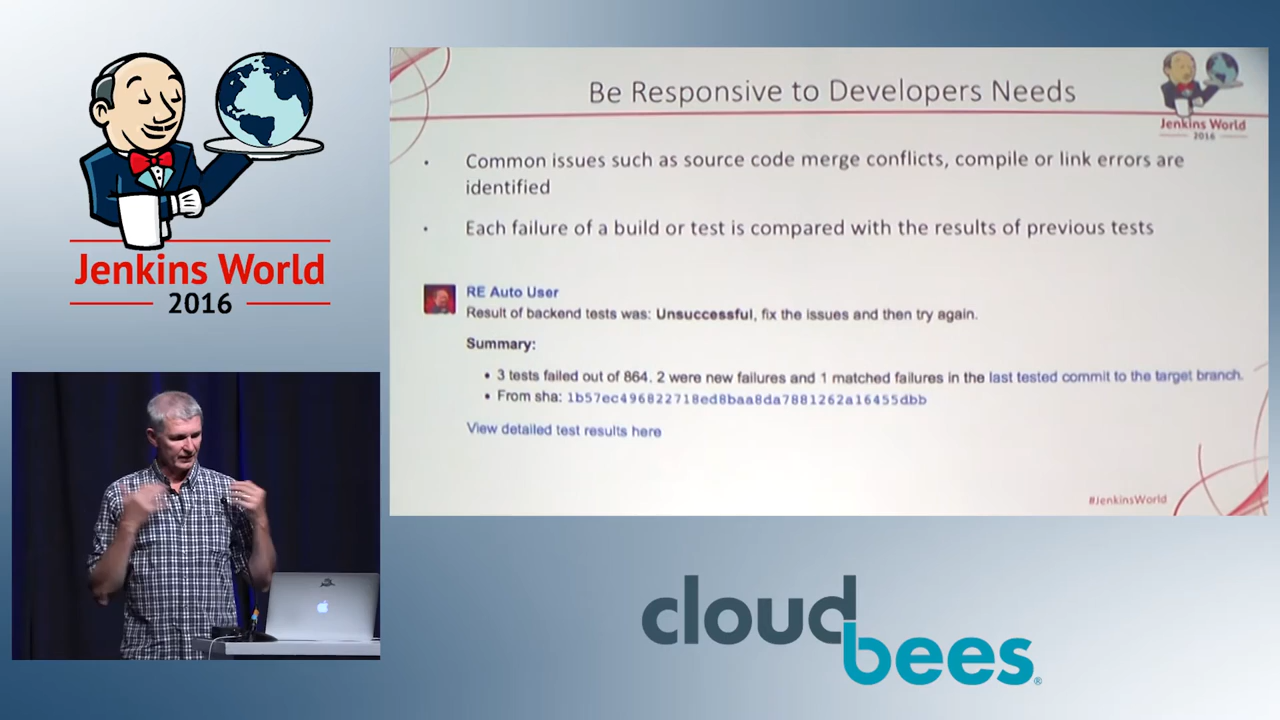 Jenkins World
2016
Be Responsive to Developers Needs
Jenkins World
2016
Common issues such as source code merge conflicts, compile or link errors are
identified
Each failure of a build or test is compared with the results of previous tests
RE Auto User
Result of backend tests was: Unsuccessful, fix the issues and then try again.
Summary:
3 tests failed out of 864. 2 were new failures and 1 matched failures in the last tested commit to the target branch.
From sha: 1b57ec496822718ed8baa8da7881262a16455dbb
View detailed test results here
#JenkinsWorld
cloud
bees®